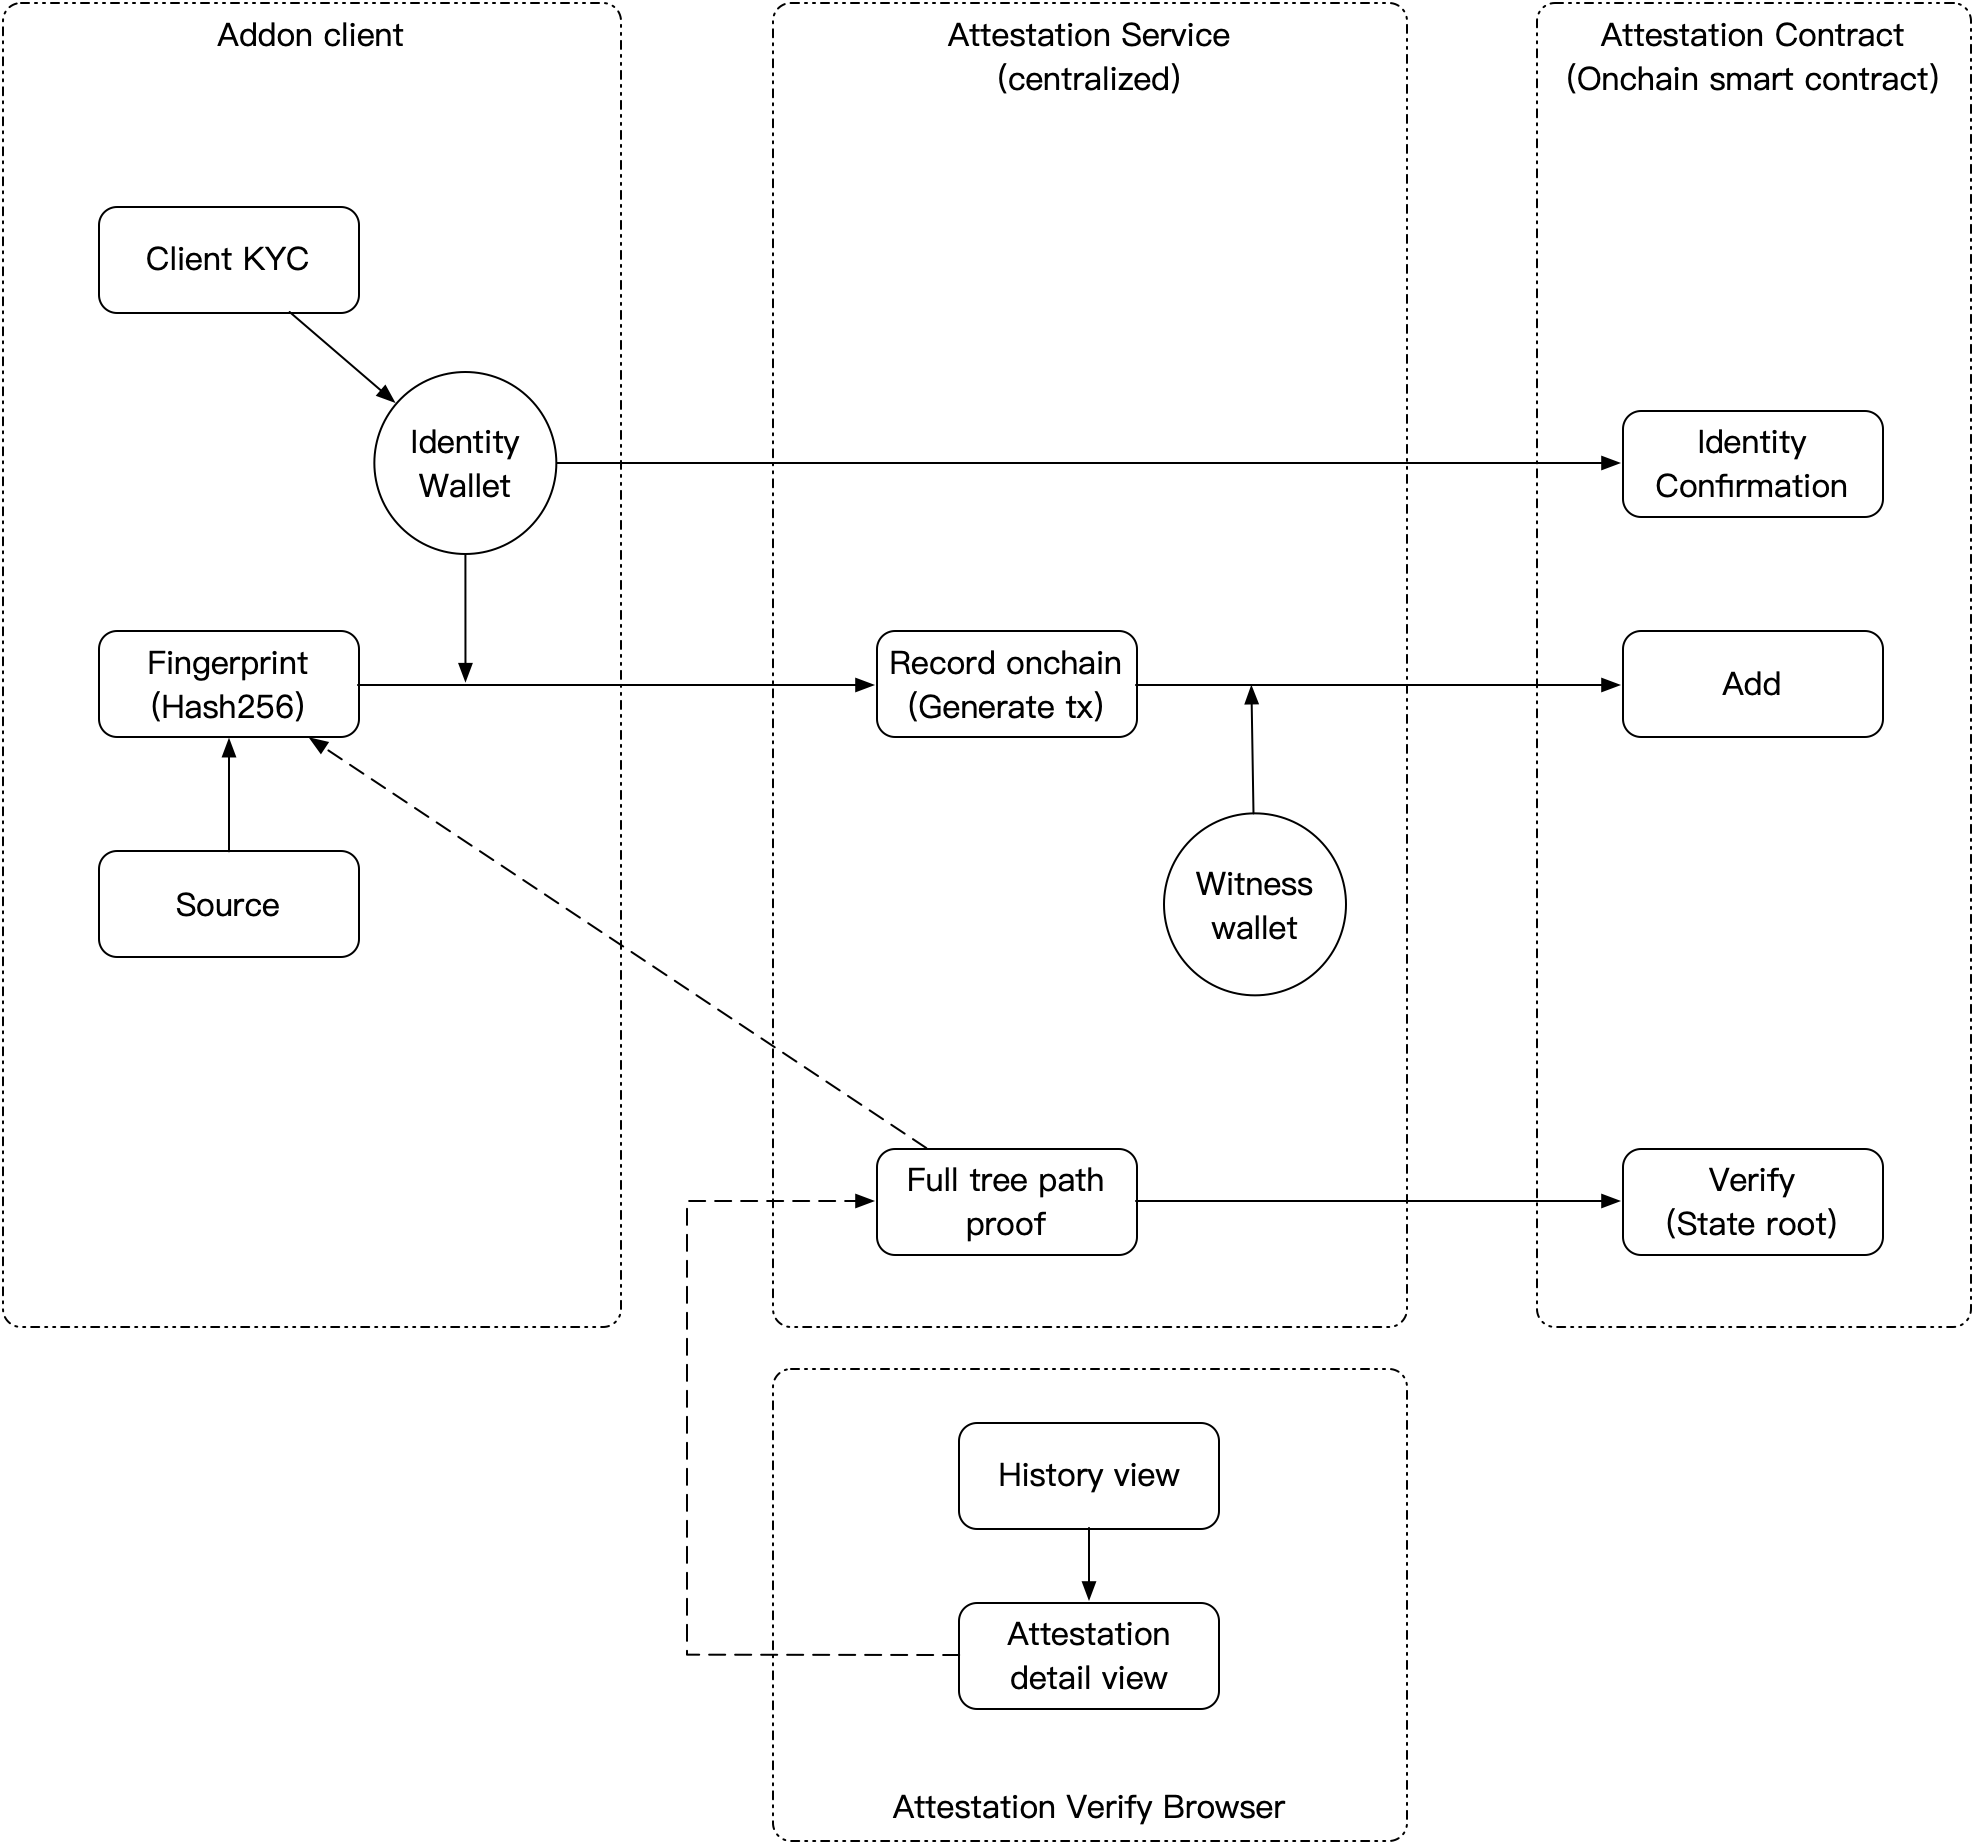 Addon client
Attestation Service
(centralized)
Attestation Contract
(Onchain smart contract)
Client KYC
Identity
Wallet
Identity
Confirmation
Fingerprint
(Hash256)
Record onchain
(Generate tx)
Add
Source
Witness
wallet
Full tree path
proof
Verify
(State root)
History view
Attestation
detail view
Attestation Verify Browser